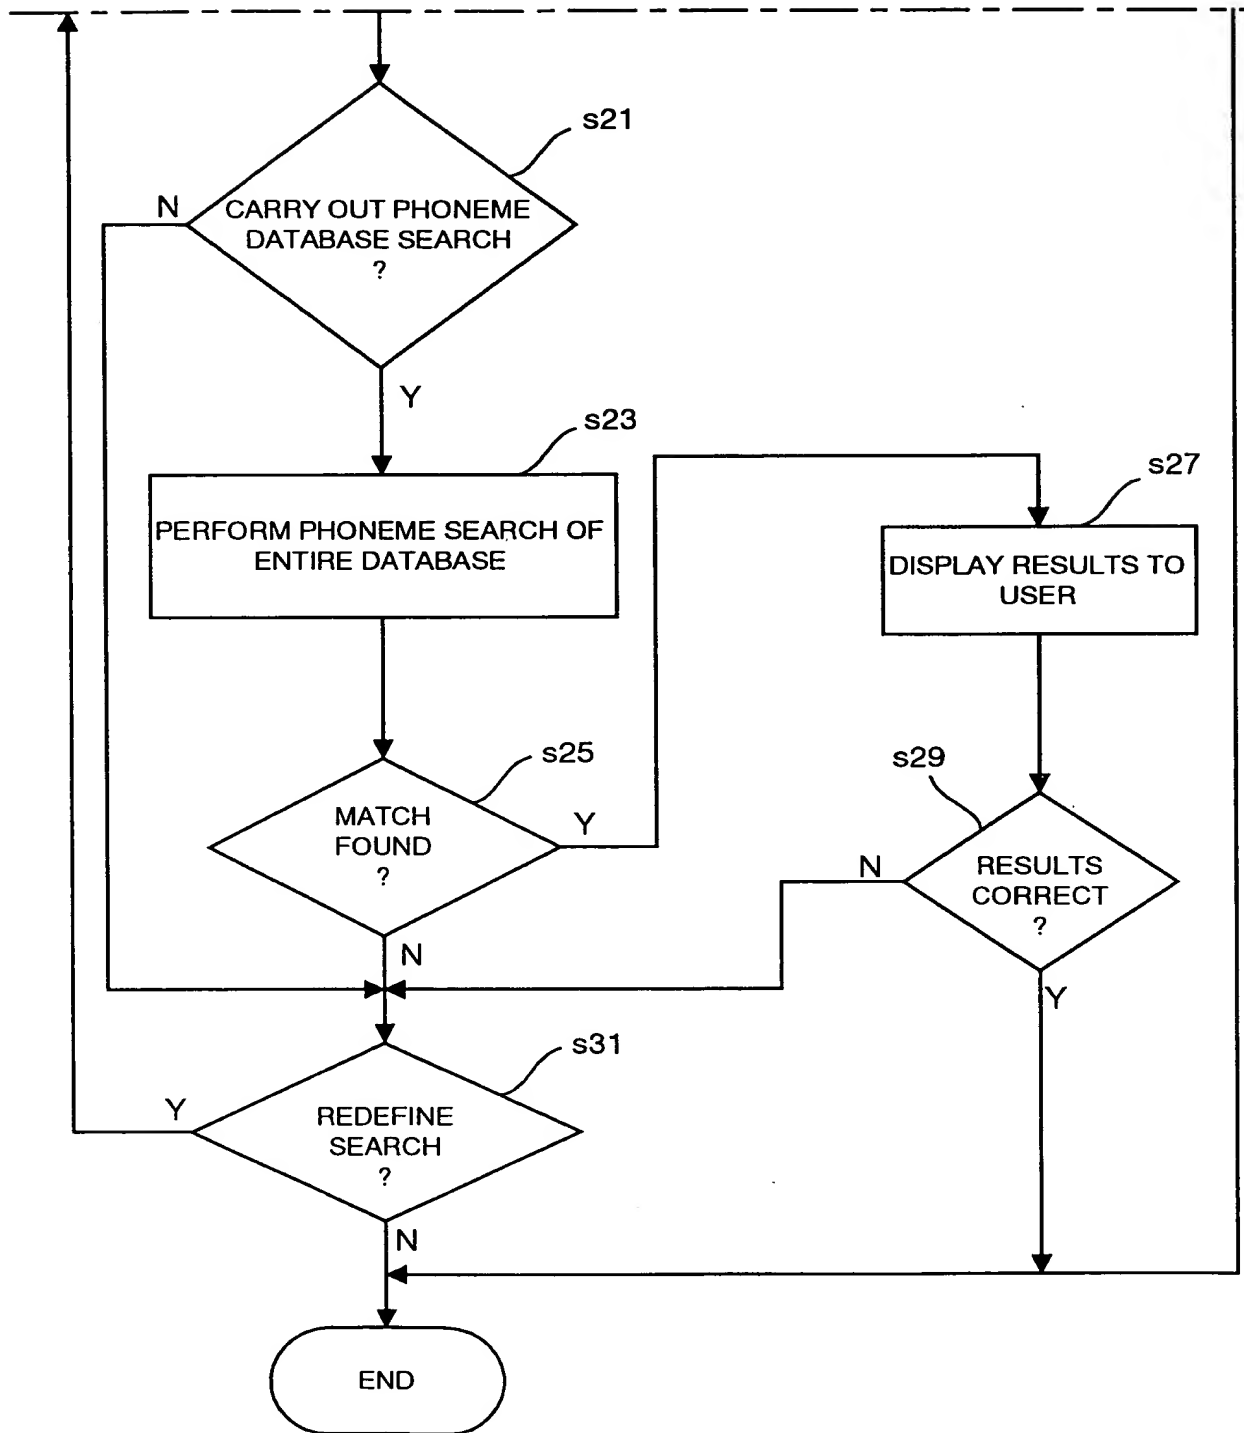 s21
N
CARRY OUT PHONEME
DATABASE SEARCH
?
Y
s23
PERFORM PHONEME SEARCH OF
ENTIRE DATABASE
s27
DISPLAY RESULTS TO
USER
s25
MATCH
FOUND
?
Y
N
s29
N
RESULTS
CORRECT
?
Y
s31
Y
REDEFINE
SEARCH
?
N
END